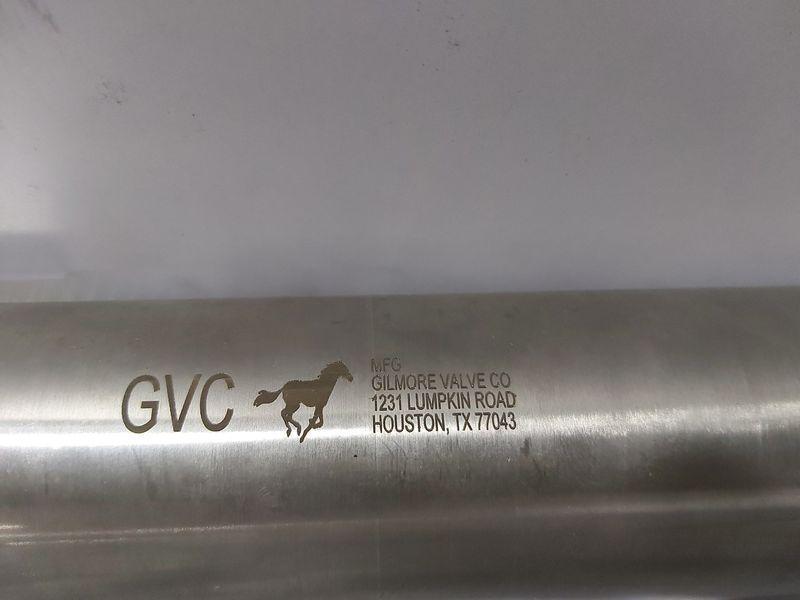 GVC
MFG
GILMORE VALVE CO
1231 LUMPKIN ROAD
HOUSTON, TX 77043